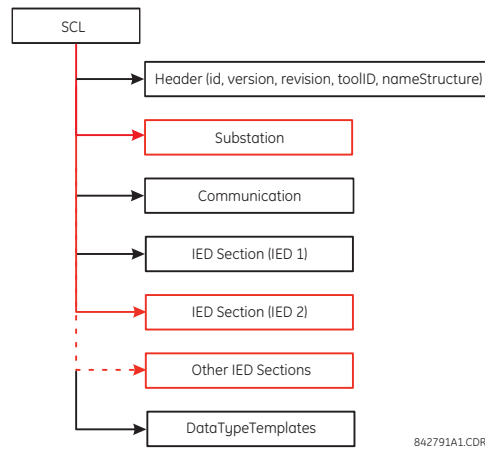 SCL
Header (id, version, revision, toolID, nameStructure)
Substation
Communication
IED Section (IED 1)
IED Section (IED 2)
Other IED Sections
DataTypeTemplates
842791A1.CDR